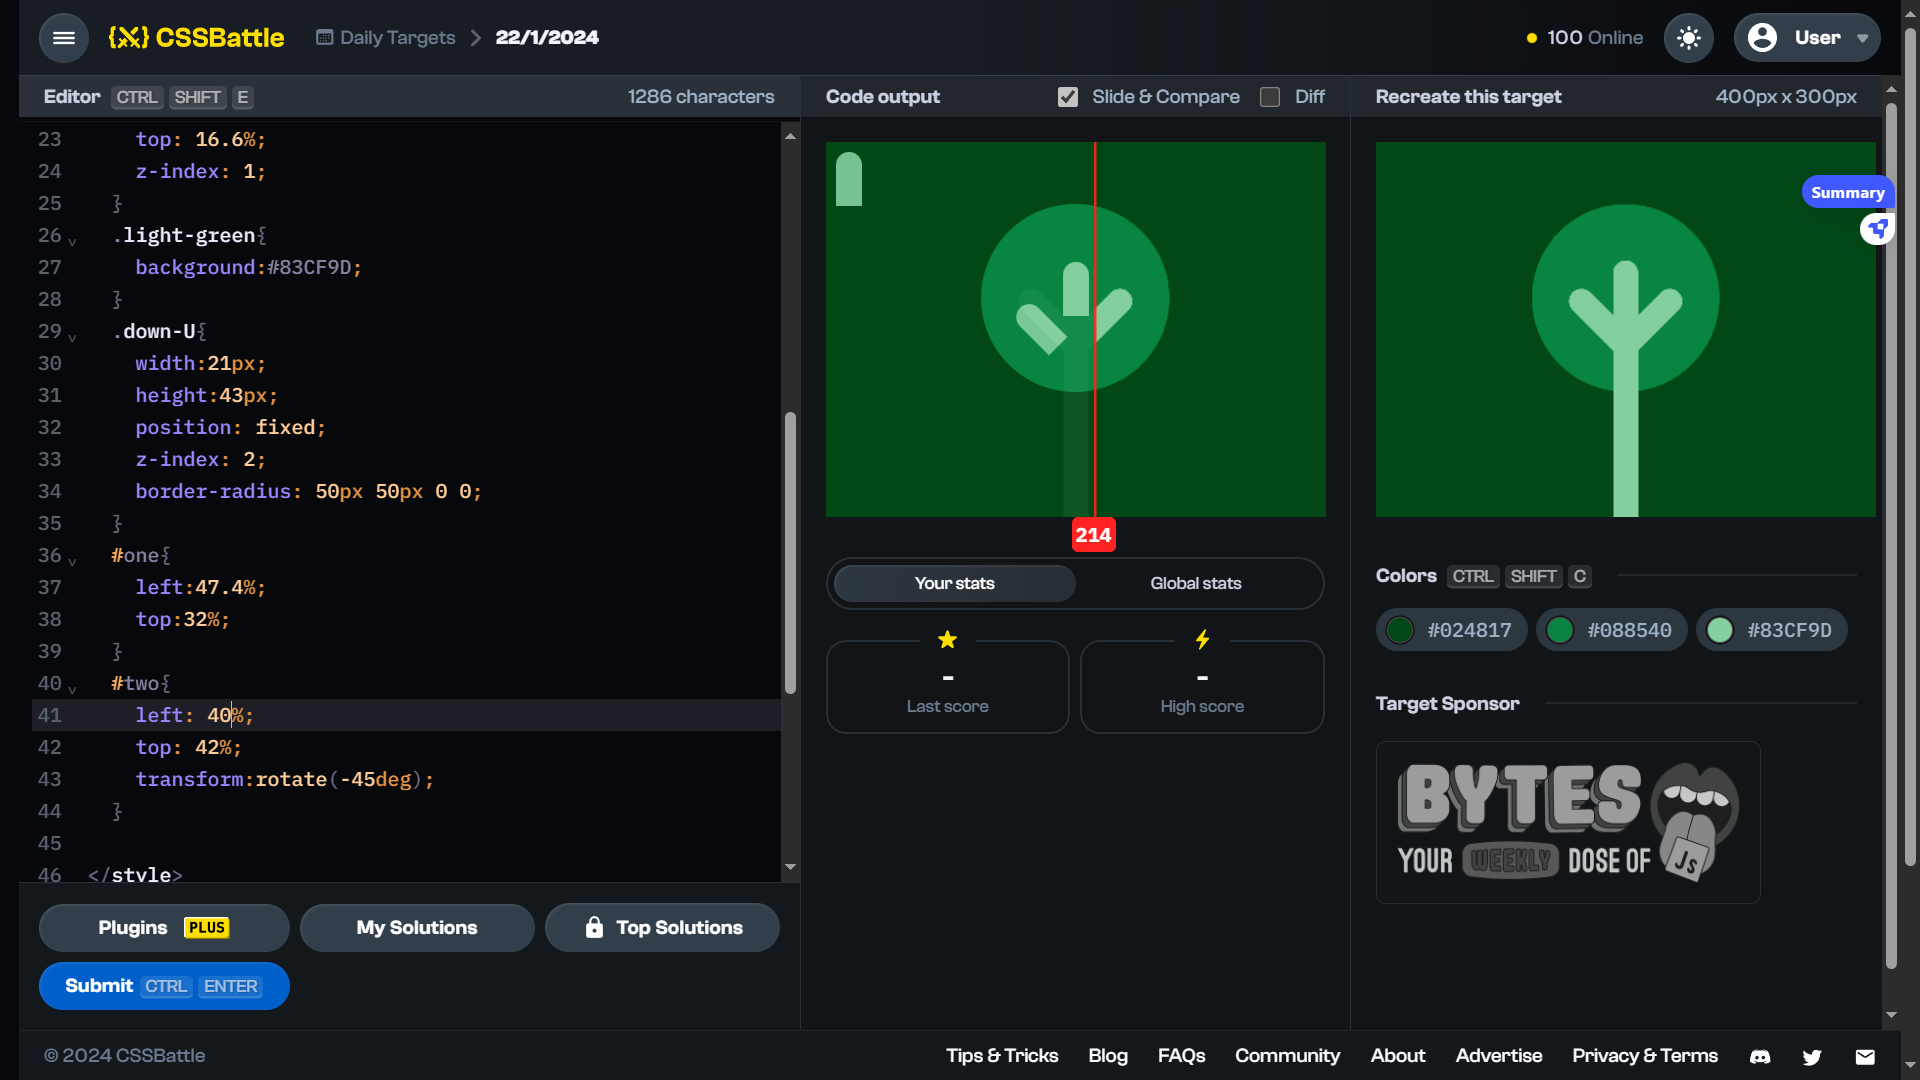 {X} CSSBattle Daily Targets 22/1/2024 100 Online User
Editor CTRL SHIFT E 1286 characters
23 top: 16.6%;
24 z-index: 1;
25 }
26 .light-green{
27 background:#83CF9D;
28 }
29 .down-U{
30 width:21px;
31 height:43px;
32 position: fixed;
33 z-index: 2;
34 border-radius: 50px 50px 0 0;
35 }
36 #one{
37 left:47.4%;
38 top:32%;
39 }
40 #two{
41 left: 40%;
42 top: 42%;
43 transform:rotate(-45deg);
44 }
45
46 </style>
Plugins PLUS My Solutions Top Solutions
Submit CTRL ENTER
Code output Slide & Compare Diff
214
Your stats Global stats
- -
Last score High score
Recreate this target 400px x 300px
Summary
Colors CTRL SHIFT C
#024817 #088540 #83CF9D
Target Sponsor
BYTES
YOUR WEEKLY DOSE OF JS
© 2024 CSSBattle Tips & Tricks Blog FAQs Community About Advertise Privacy & Terms